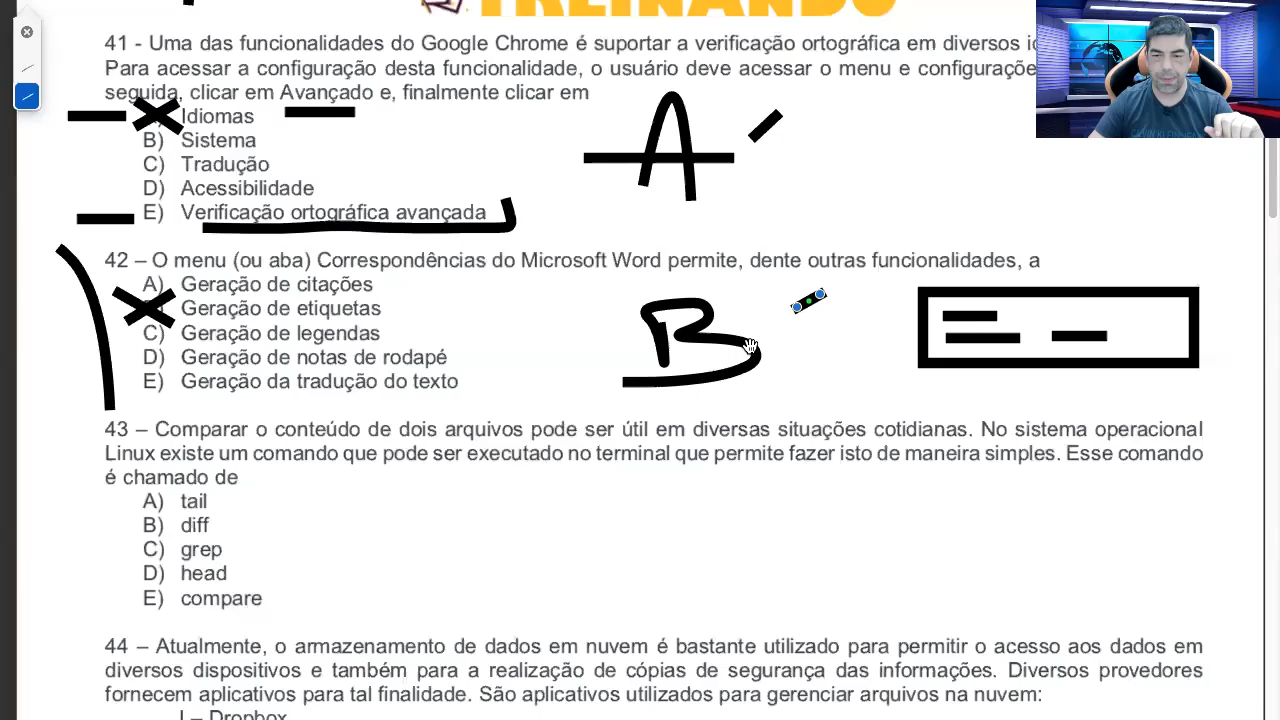 TREINANDO
41 - Uma das funcionalidades do Google Chrome é suportar a verificação ortográfica em diversos
Para acessar a configuração desta funcionalidade, o usuário deve acessar o menu e
seguida, clicar em Avançado e, finalmente clicar em
Idiomas
B) Sistema
C) Tradução
D) Acessibilidade
E) Verificação ortográfica avançada
A
42 – O menu (ou aba) Correspondências do Microsoft Word permite, dente outras funcionalidades, a
A) Geração de citações
Geração de etiquetas
C) Geração de legendas
D) Geração de notas de rodapé
E) Geração da tradução do texto
B
43 – Comparar o conteúdo de dois arquivos pode ser útil em diversas situações cotidianas. No sistema operacional
Linux existe um comando que pode ser executado no terminal que permite fazer isto de maneira simples. Esse comando
é chamado de
A) tail
B) diff
C) grep
D) head
E) compare
44 – Atualmente, o armazenamento de dados em nuvem é bastante utilizado para permitir o acesso aos dados em
diversos dispositivos e também para a realização de cópias de segurança das informações. Diversos provedores
fornecem aplicativos para tal finalidade. São aplicativos utilizados para gerenciar arquivos na nuvem:
I – Dropbox